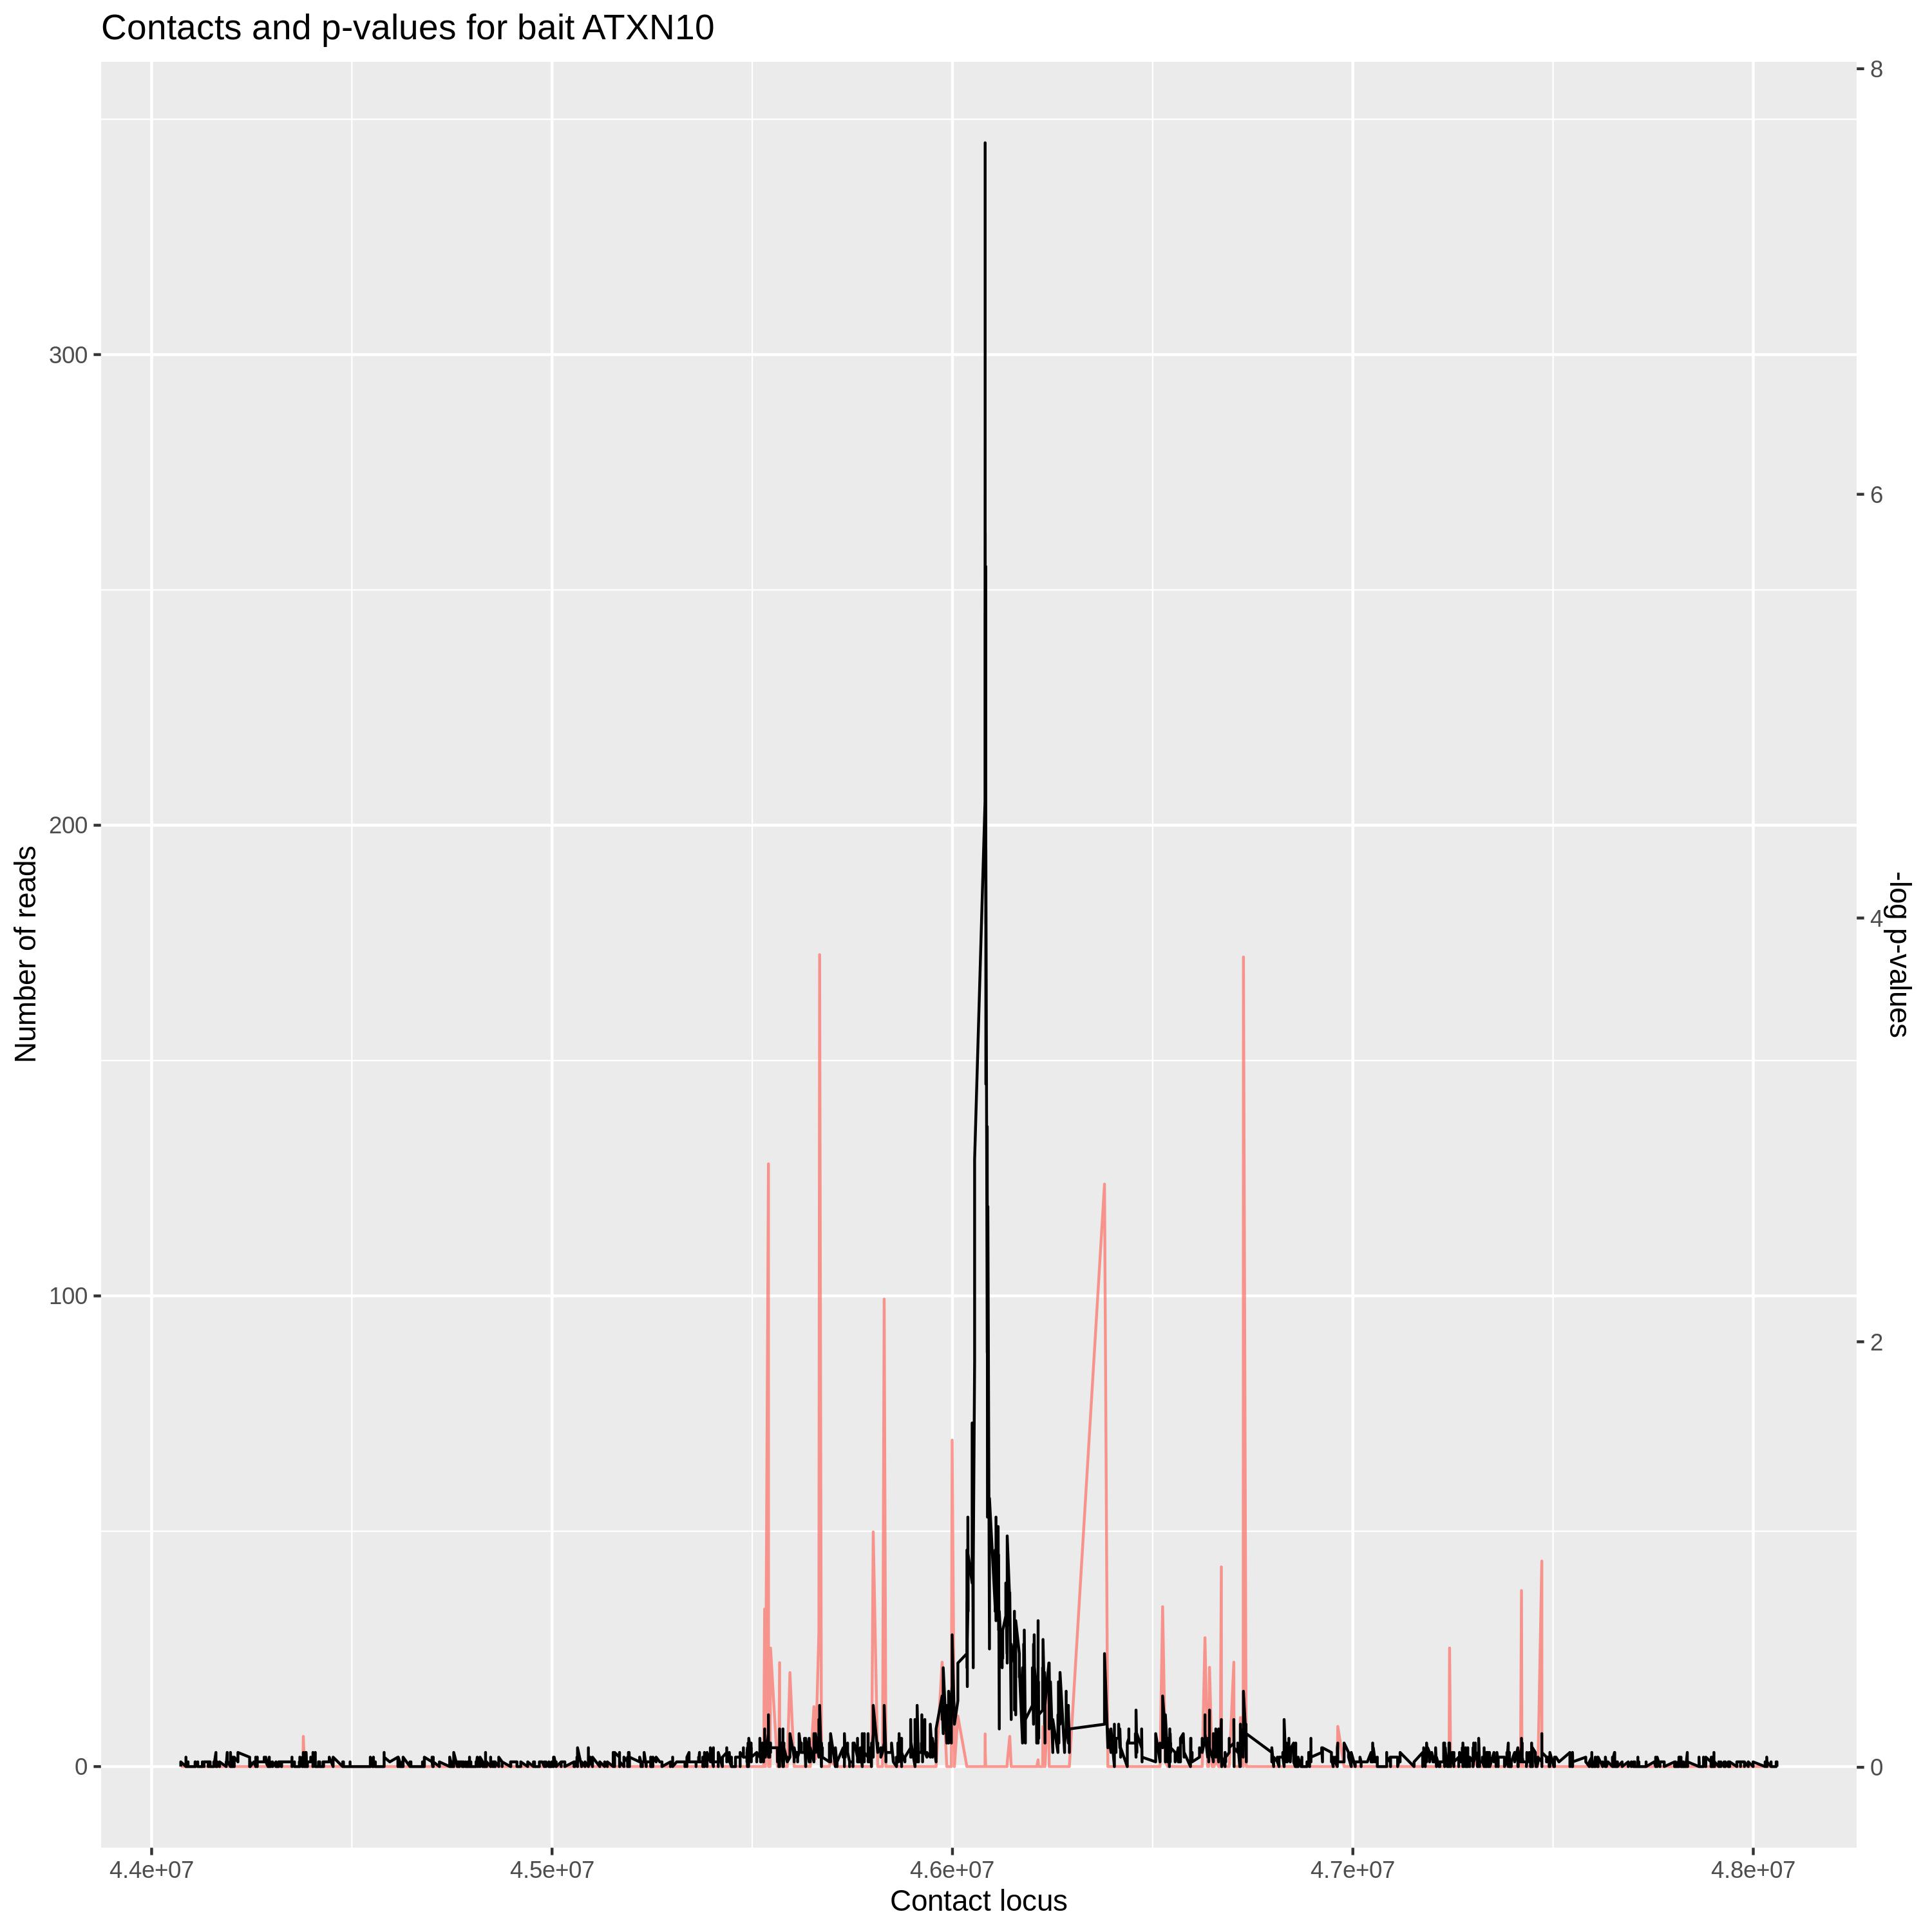 Contacts and p-values for bait ATXN10
Number of reads
300
200
100
0
8
6
4
2
0
-log p-values
4.4e+07
4.5e+07
4.6e+07
4.7e+07
4.8e+07
Contact locus